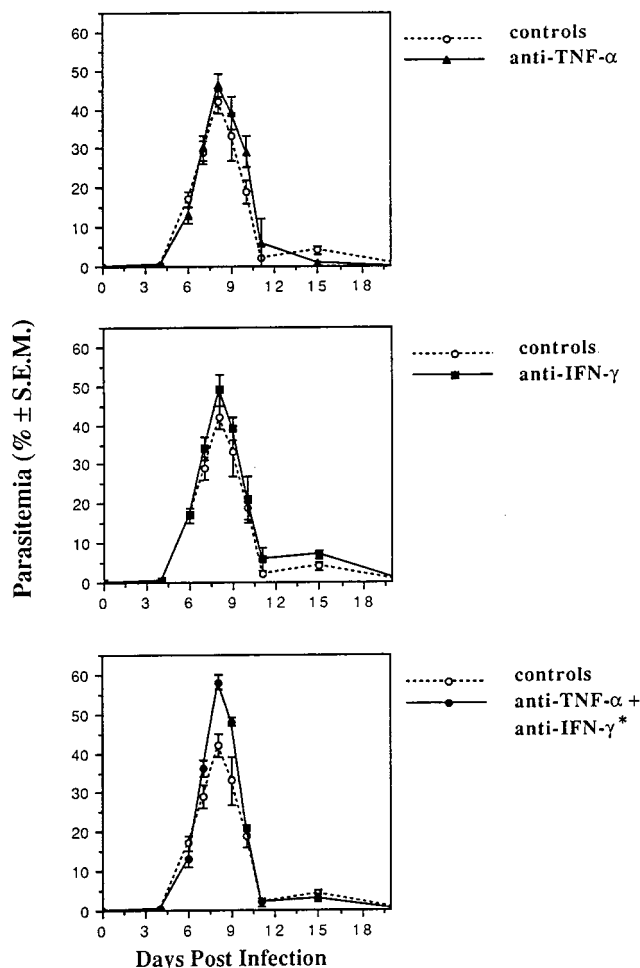 controls
anti-TNF-α
60
50
40
30
20
10
0
0 3 6 9 12 15 18
controls
anti-IFN-γ
60
50
40
30
20
10
0
0 3 6 9 12 15 18
controls
anti-TNF-α +
anti-IFN-γ*
60
50
40
30
20
10
0
0 3 6 9 12 15 18
Parasitemia (% ± S.E.M.)
Days Post Infection